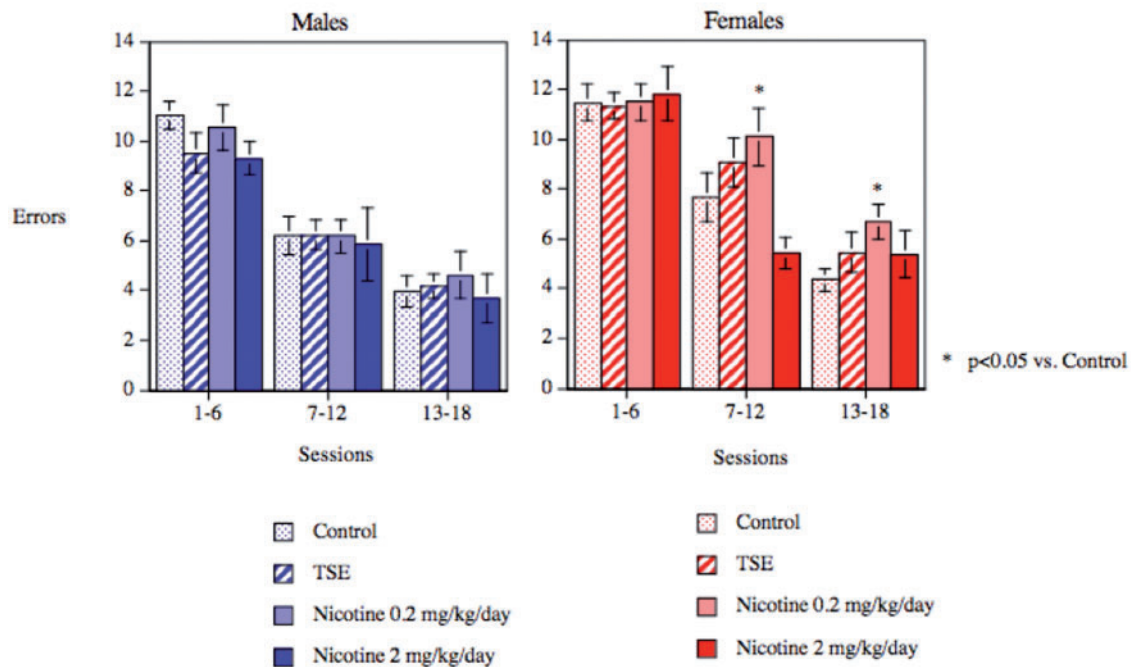 Males
14
12
10
8
6
4
2
0
Errors
1-6
7-12
13-18
Sessions
Control
TSE
Nicotine 0.2 mg/kg/day
Nicotine 2 mg/kg/day
Females
14
12
10
8
6
4
2
0
*
*
1-6
7-12
13-18
Sessions
* p<0.05 vs. Control
Control
TSE
Nicotine 0.2 mg/kg/day
Nicotine 2 mg/kg/day